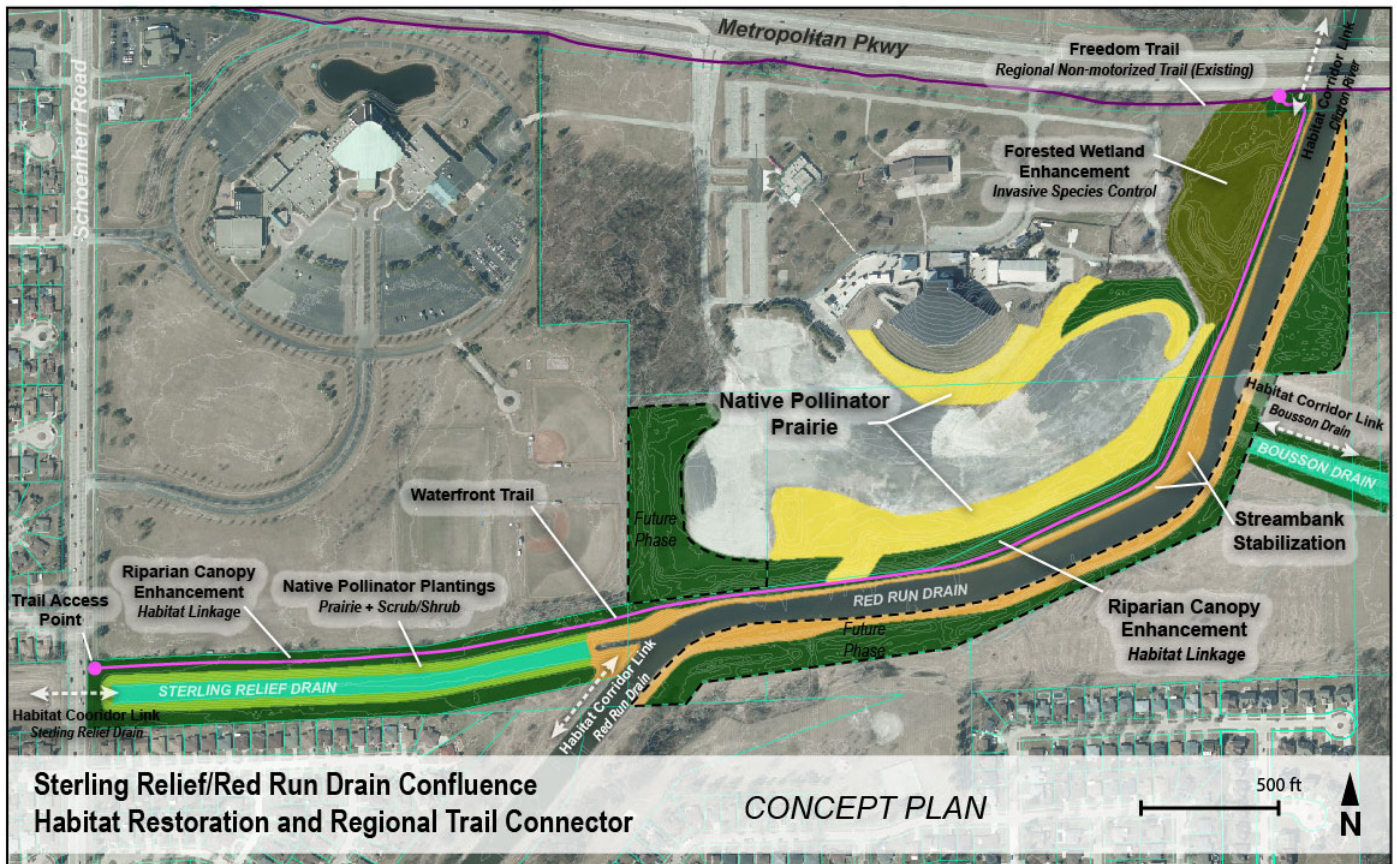 Metropolitan Pkwy
Schoenherr Road
Freedom Trail
Regional Non-motorized Trail (Existing)
Habitat Corridor Link
Clinton River
Forested Wetland
Enhancement
Invasive Species Control
Native Pollinator
Prairie
Habitat Corridor Link
Bousson Drain
BOUSSON DRAIN
Waterfront Trail
Future
Phase
Streambank
Stabilization
Riparian Canopy
Enhancement
Habitat Linkage
Native Pollinator Plantings
Prairie + Scrub/Shrub
Trail Access
Point
RED RUN DRAIN
Riparian Canopy
Enhancement
Habitat Linkage
Future
Phase
STERLING RELIEF DRAIN
Habitat Cooridor Link
Sterling Relief Drain
Habitat Corridor Link
Red Run Drain
Sterling Relief/Red Run Drain Confluence
Habitat Restoration and Regional Trail Connector
CONCEPT PLAN
500 ft
N